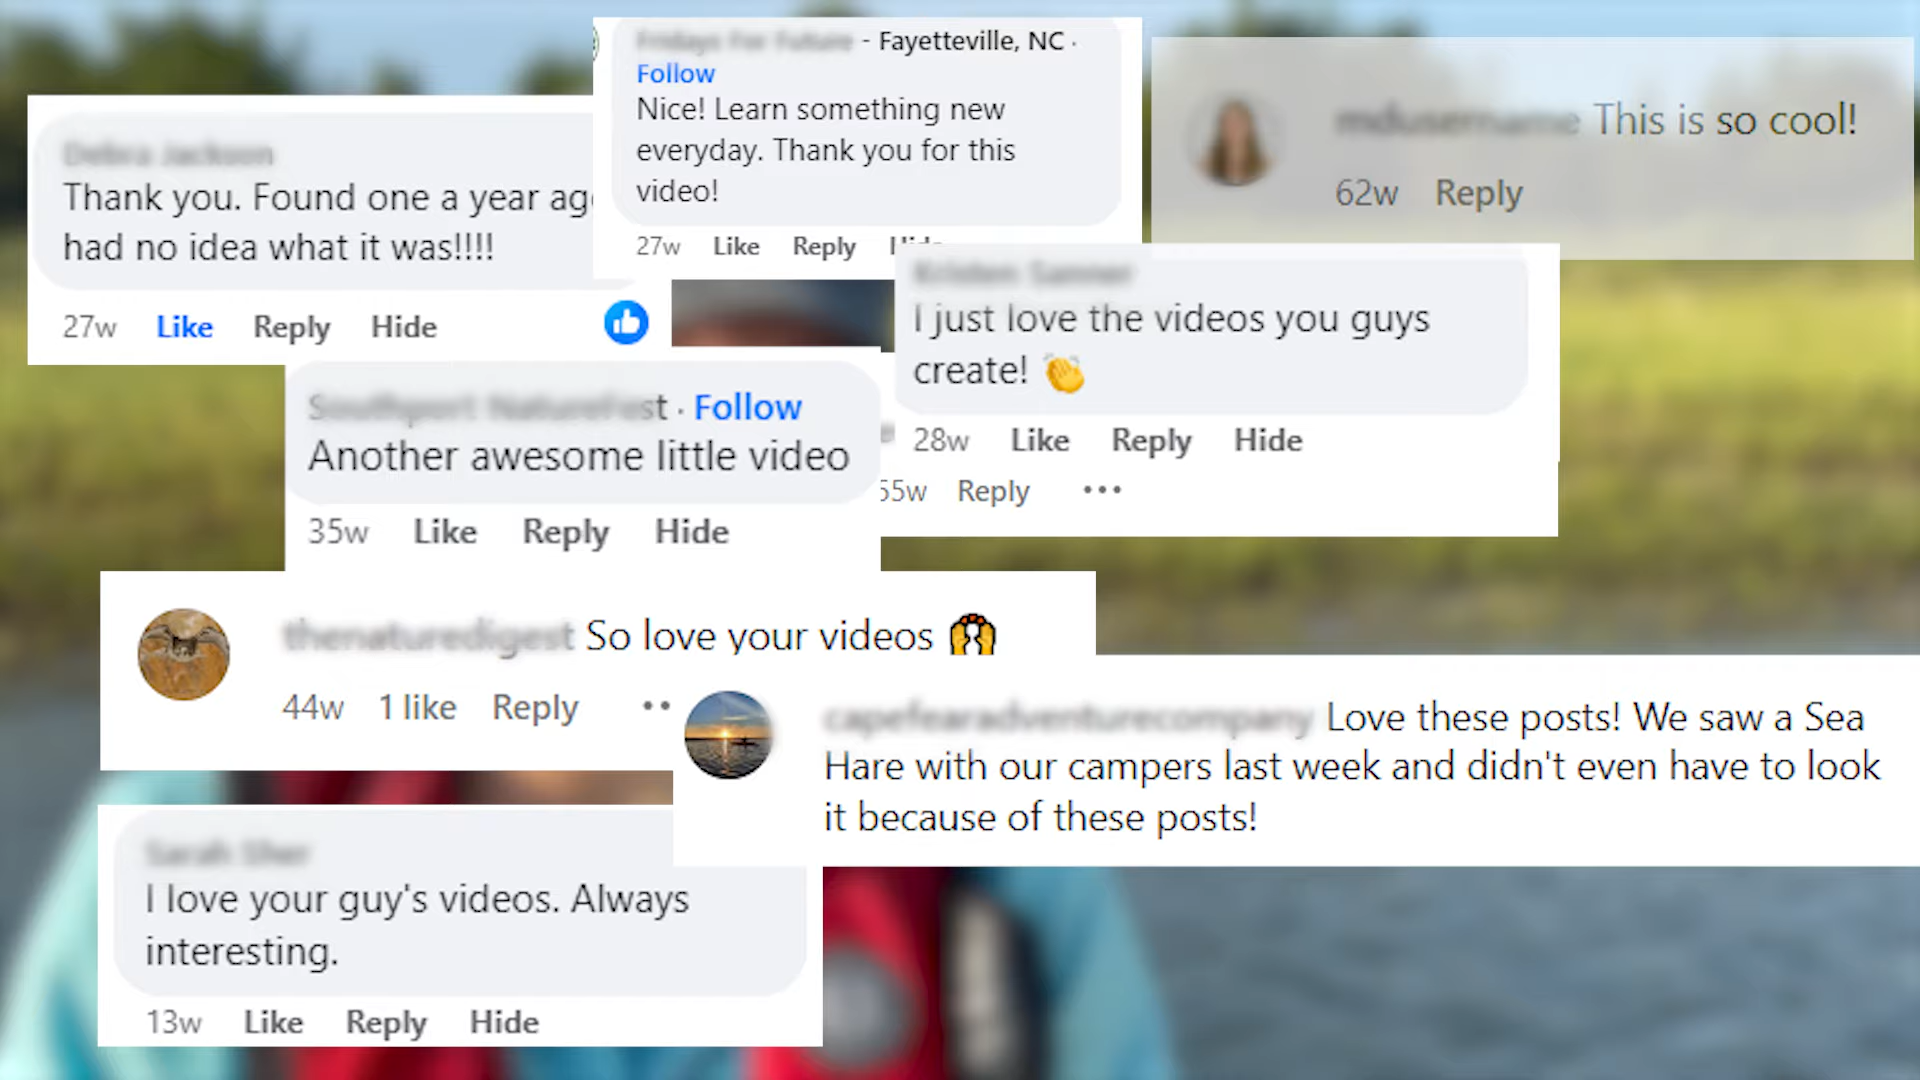 - Fayetteville, NC ·
Follow
Nice! Learn something new
everyday. Thank you for this
video!
27w Like Reply
This is so cool!
62w Reply
Thank you. Found one a year
had no idea what it was!!!!
27w Like Reply Hide
I just love the videos you guys
create! 👏
28w Like Reply Hide
55w Reply •••
· Follow
Another awesome little video
35w Like Reply Hide
So love your videos 🙌
44w 1 like Reply ••
Love these posts! We saw a Sea
Hare with our campers last week and didn't even have to look
it because of these posts!
I love your guy's videos. Always
interesting.
13w Like Reply Hide